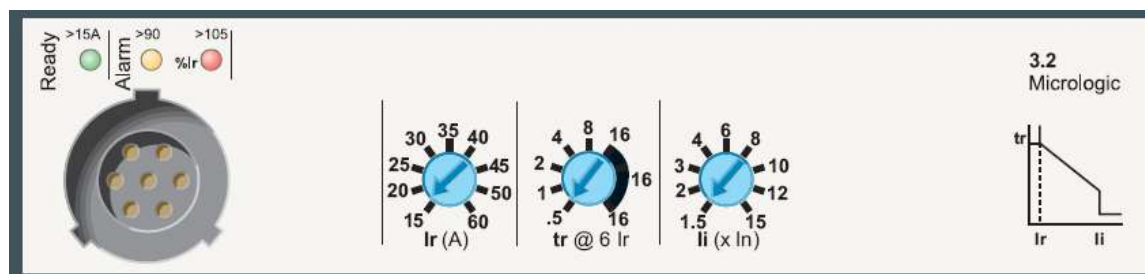 Ready
>15A
Alarm
>90
%Ir
>105
3.2
Micrologic
15 20 25 30 35 40 45 50 60
Ir (A)
.5 1 2 4 8 16 16 16
tr @ 6 Ir
1.5 2 3 4 6 8 10 12 15
Ii (x In)
tr
Ir Ii